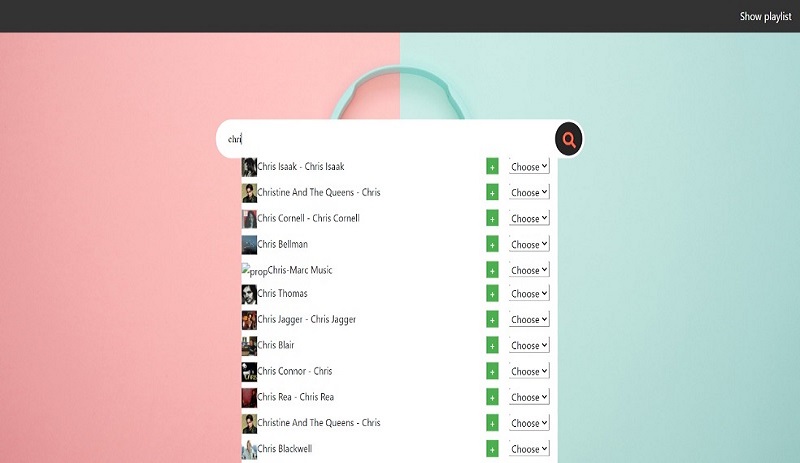 Show playlist
chri
Chris Isaak - Chris Isaak + Choose
Christine And The Queens - Chris + Choose
Chris Cornell - Chris Cornell + Choose
Chris Bellman + Choose
prop Chris-Marc Music + Choose
Chris Thomas + Choose
Chris Jagger - Chris Jagger + Choose
Chris Blair + Choose
Chris Connor - Chris + Choose
Chris Rea - Chris Rea + Choose
Christine And The Queens - Chris + Choose
Chris Blackwell + Choose